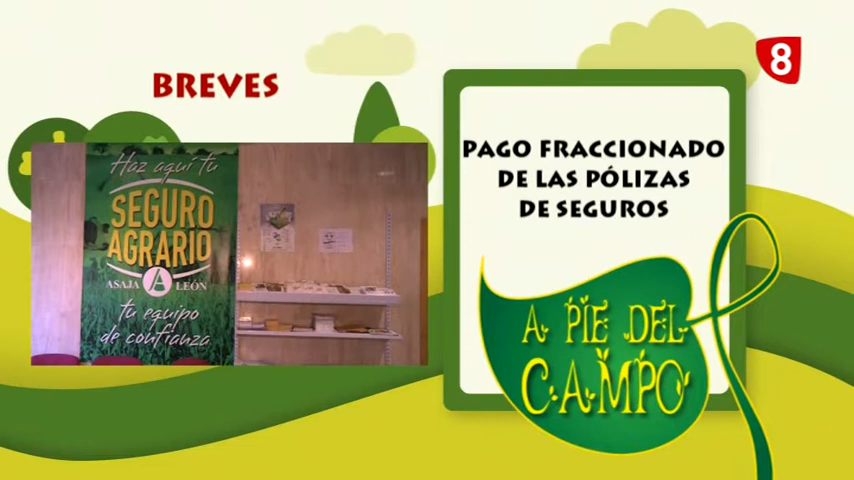 BREVES
8
Haz aquí tu
SEGURO
AGRARIO
ASAJA A LEÓN
tu equipo
de confianza
PAGO FRACCIONADO
DE LAS PÓLIZAS
DE SEGUROS
A PIE DEL
CAMPO